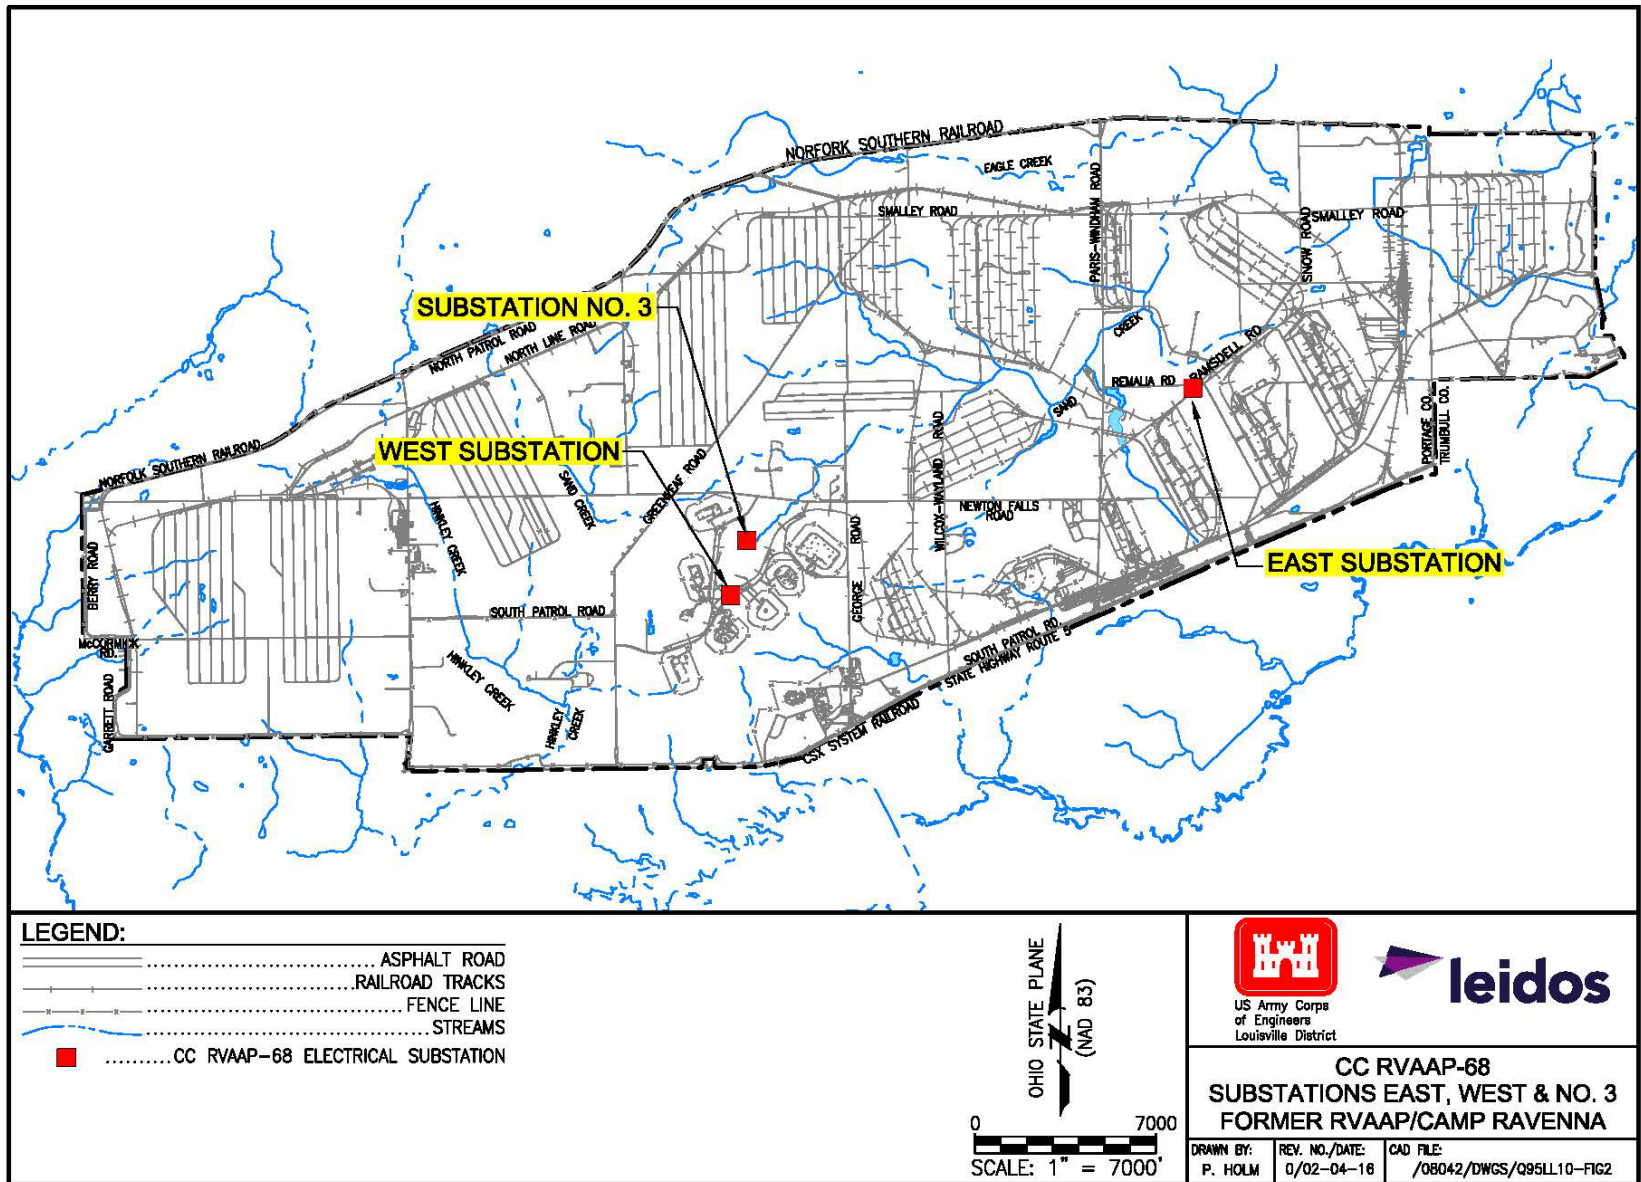 NORFORK SOUTHERN RAILROAD
EAGLE CREEK
PARIS-WINDHAM ROAD
SMALLEY ROAD
SNOW ROAD
SMALLEY ROAD
SUBSTATION NO. 3
NORTH PATROL ROAD
NORTH LINE ROAD
CREEK
SAND
RAMSDELL RD
REMALIA RD
PORTAGE CO.
TRUMBULL CO.
WEST SUBSTATION
NORFOLK SOUTHERN RAILROAD
GREENLEAF ROAD
SAND CREEK
HINKLEY CREEK
WILCOX-WAYLAND ROAD
NEWTON FALLS
ROAD
EAST SUBSTATION
BERRY ROAD
GEORGE ROAD
SOUTH PATROL ROAD
McCORMICK
RD.
GARRETT ROAD
HINKLEY CREEK
HINKLEY
CREEK
SOUTH PATROL RD.
STATE HIGHWAY ROUTE 5
CSX SYSTEM RAILROAD
LEGEND:
ASPHALT ROAD
RAILROAD TRACKS
FENCE LINE
STREAMS
CC RVAAP-68 ELECTRICAL SUBSTATION
OHIO STATE PLANE
(NAD 83)
N
0 7000
SCALE: 1" = 7000'
US Army Corps
of Engineers
Louisville District
leidos
CC RVAAP-68
SUBSTATIONS EAST, WEST & NO. 3
FORMER RVAAP/CAMP RAVENNA
DRAWN BY:
P. HOLM
REV. NO./DATE:
0/02-04-16
CAD FILE:
/08042/DWGS/Q95LL10-FIG2